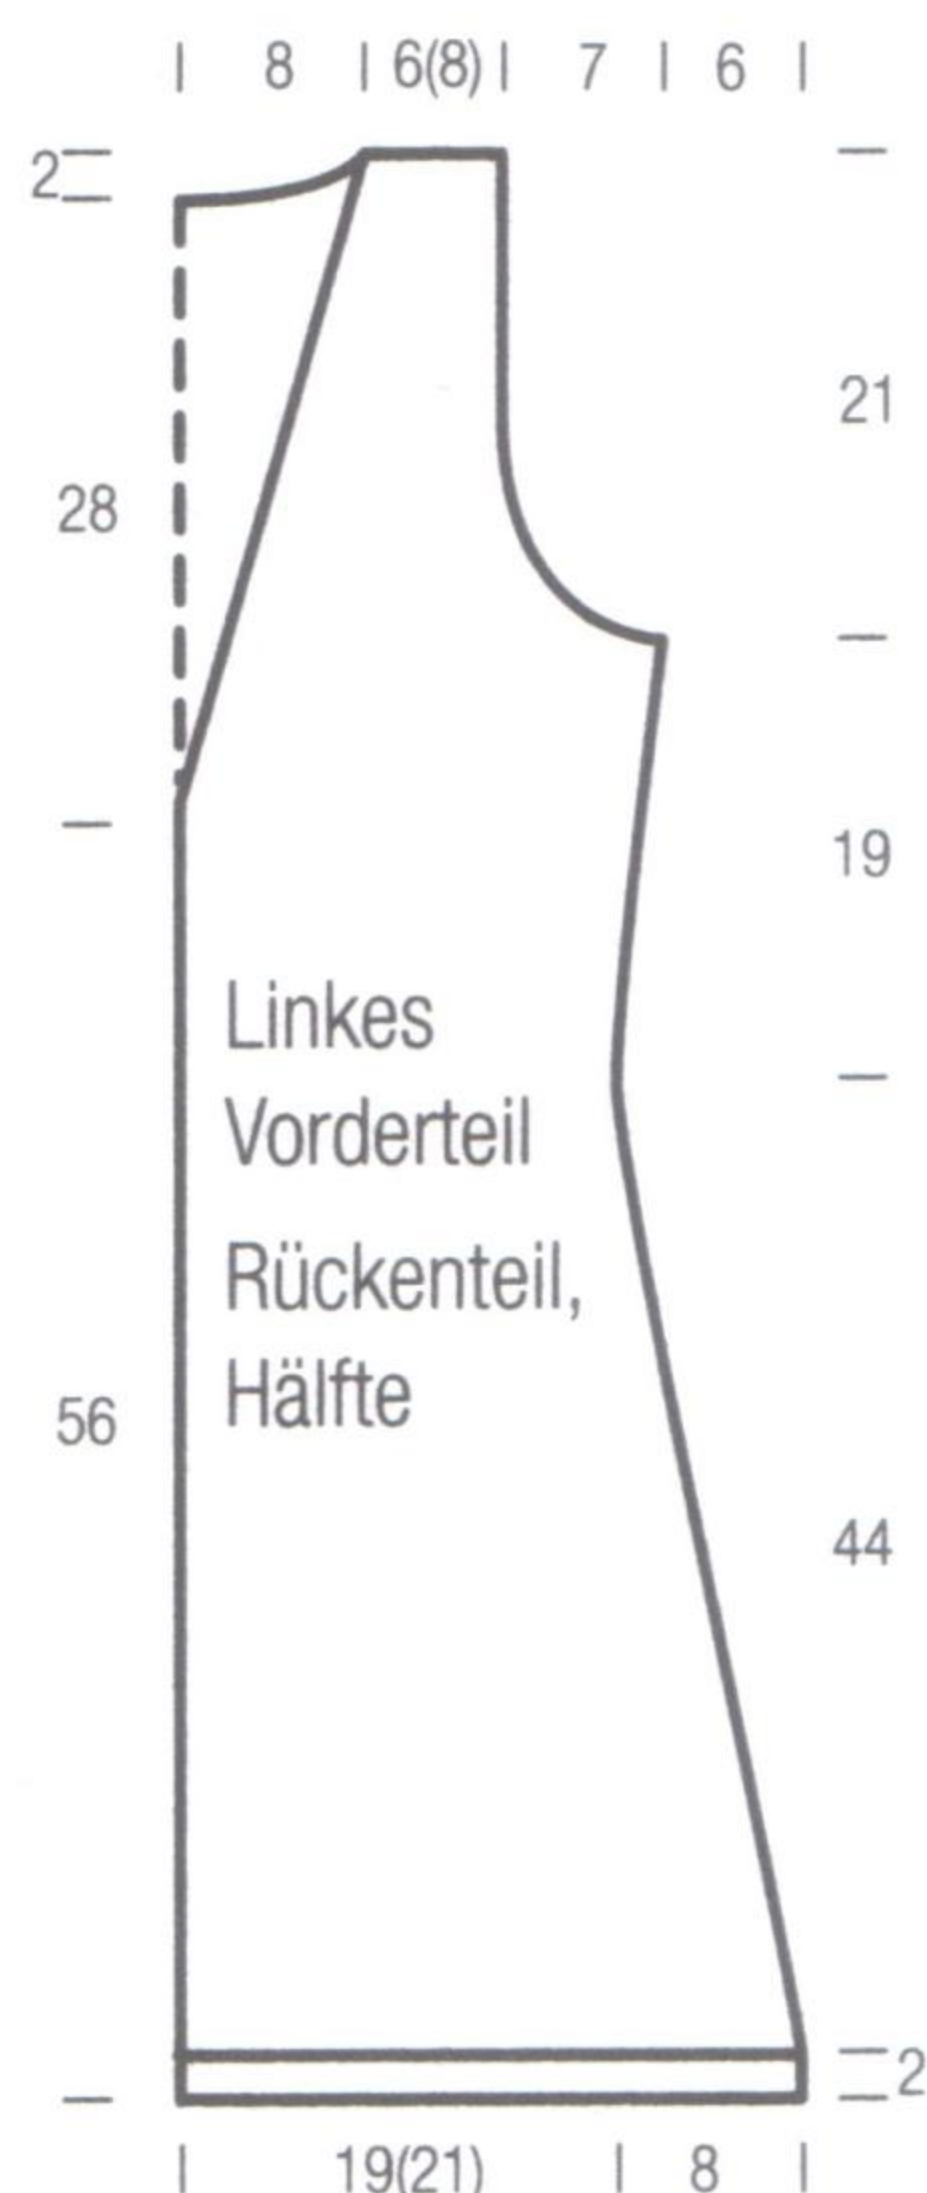 8 6(8) 7 6
2
21
28
19
Linkes
Vorderteil
Rückenteil,
Hälfte
56
44
2
19(21) 8